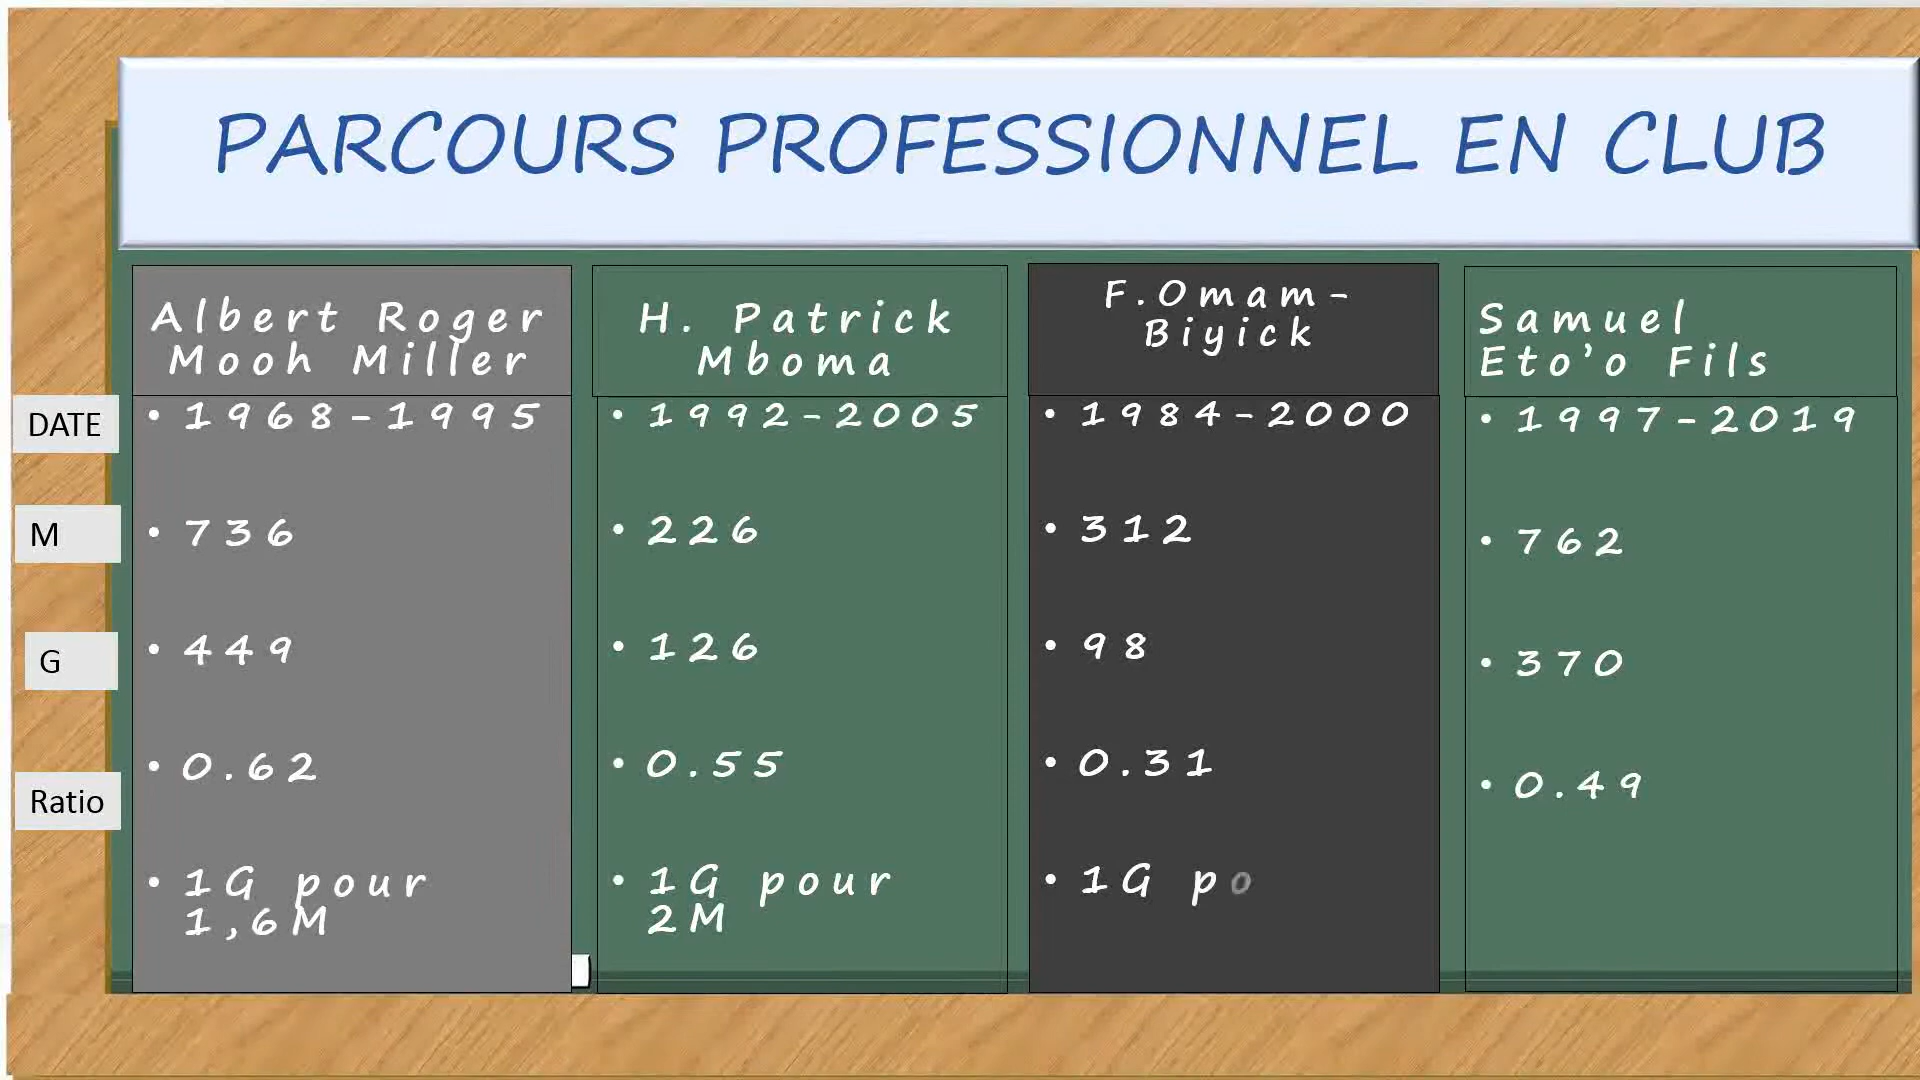 PARCOURS PROFESSIONNEL EN CLUB
Albert Roger
Mooh Miller
H. Patrick
Mboma
F.Omam-
Biyick
Samuel
Eto’o Fils
DATE
• 1968-1995
• 1992-2005
• 1984-2000
• 1997-2019
M
• 736
• 226
• 312
• 762
G
• 449
• 126
• 98
• 370
Ratio
• 0.62
• 0.55
• 0.31
• 0.49
• 1G pour
1,6M
• 1G pour
2M
• 1G po